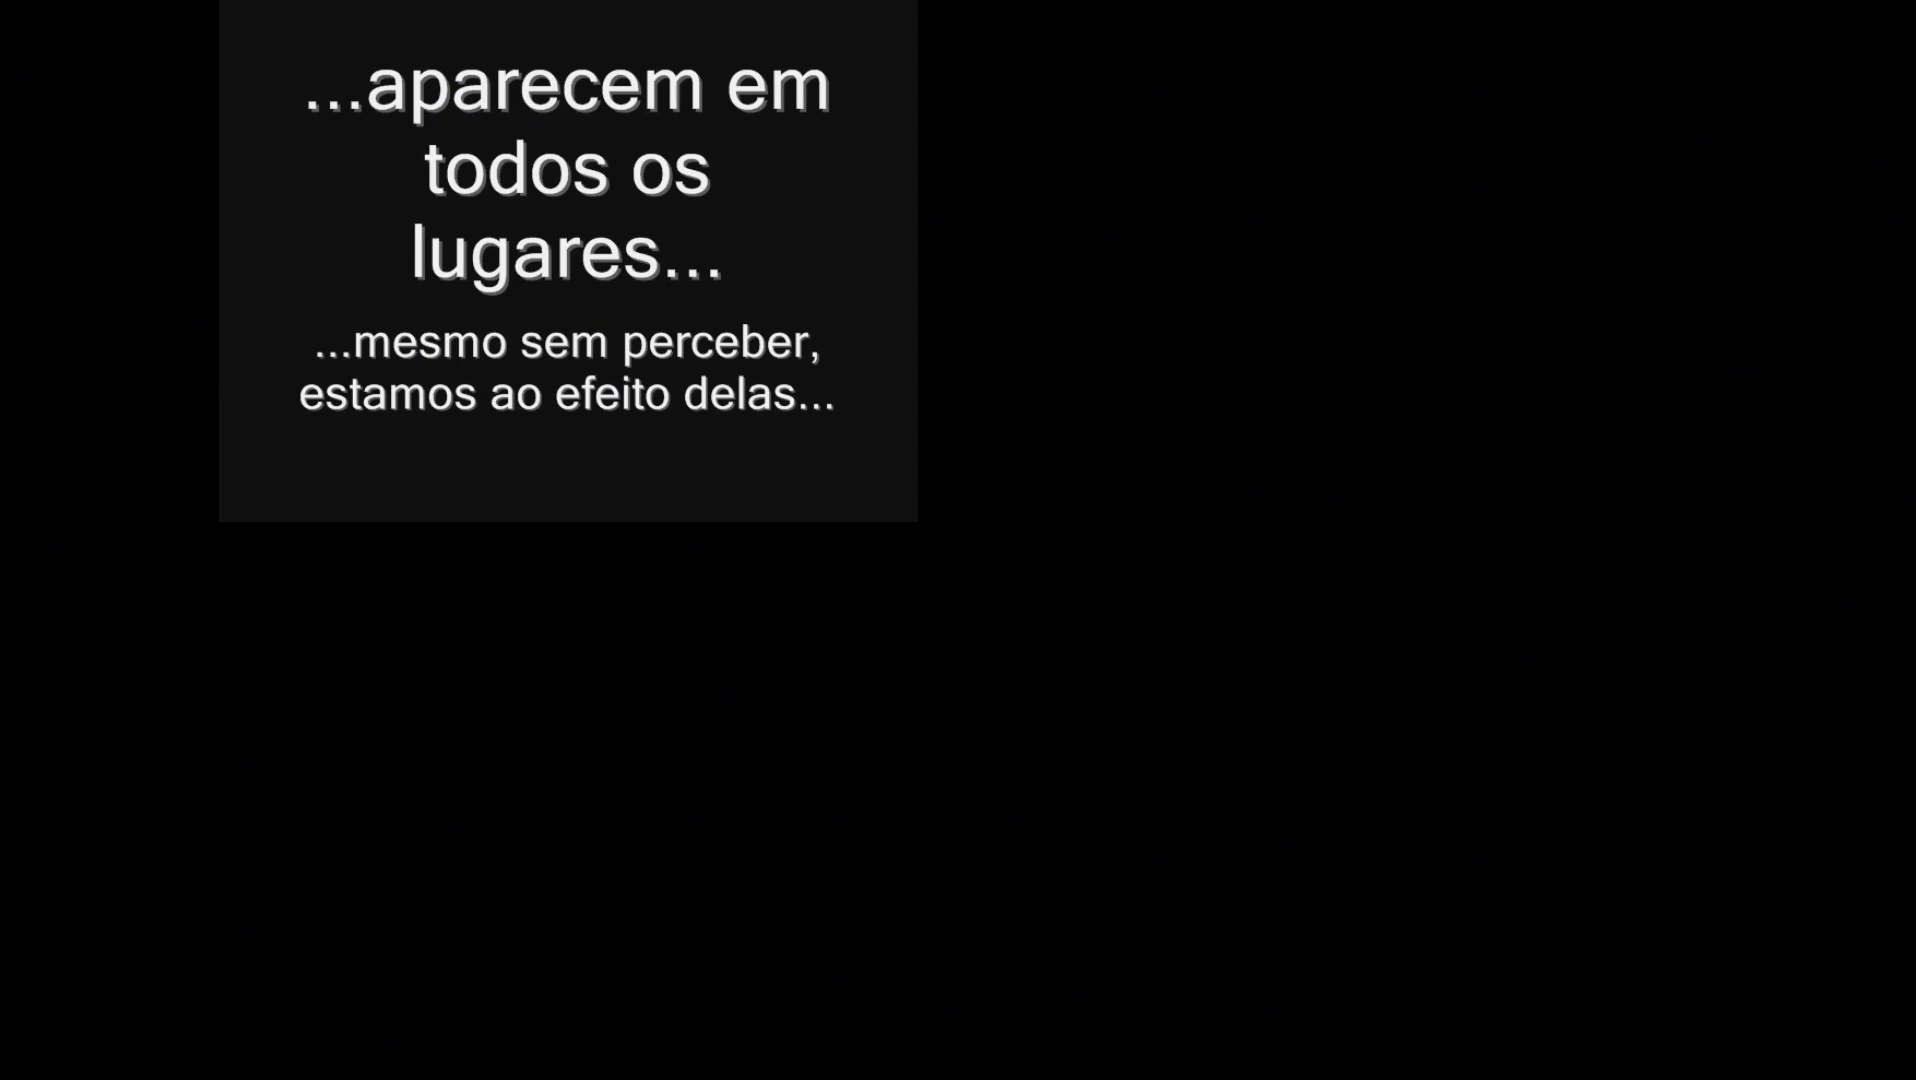 ...aparecem em
todos os
lugares...
...mesmo sem perceber,
estamos ao efeito delas...